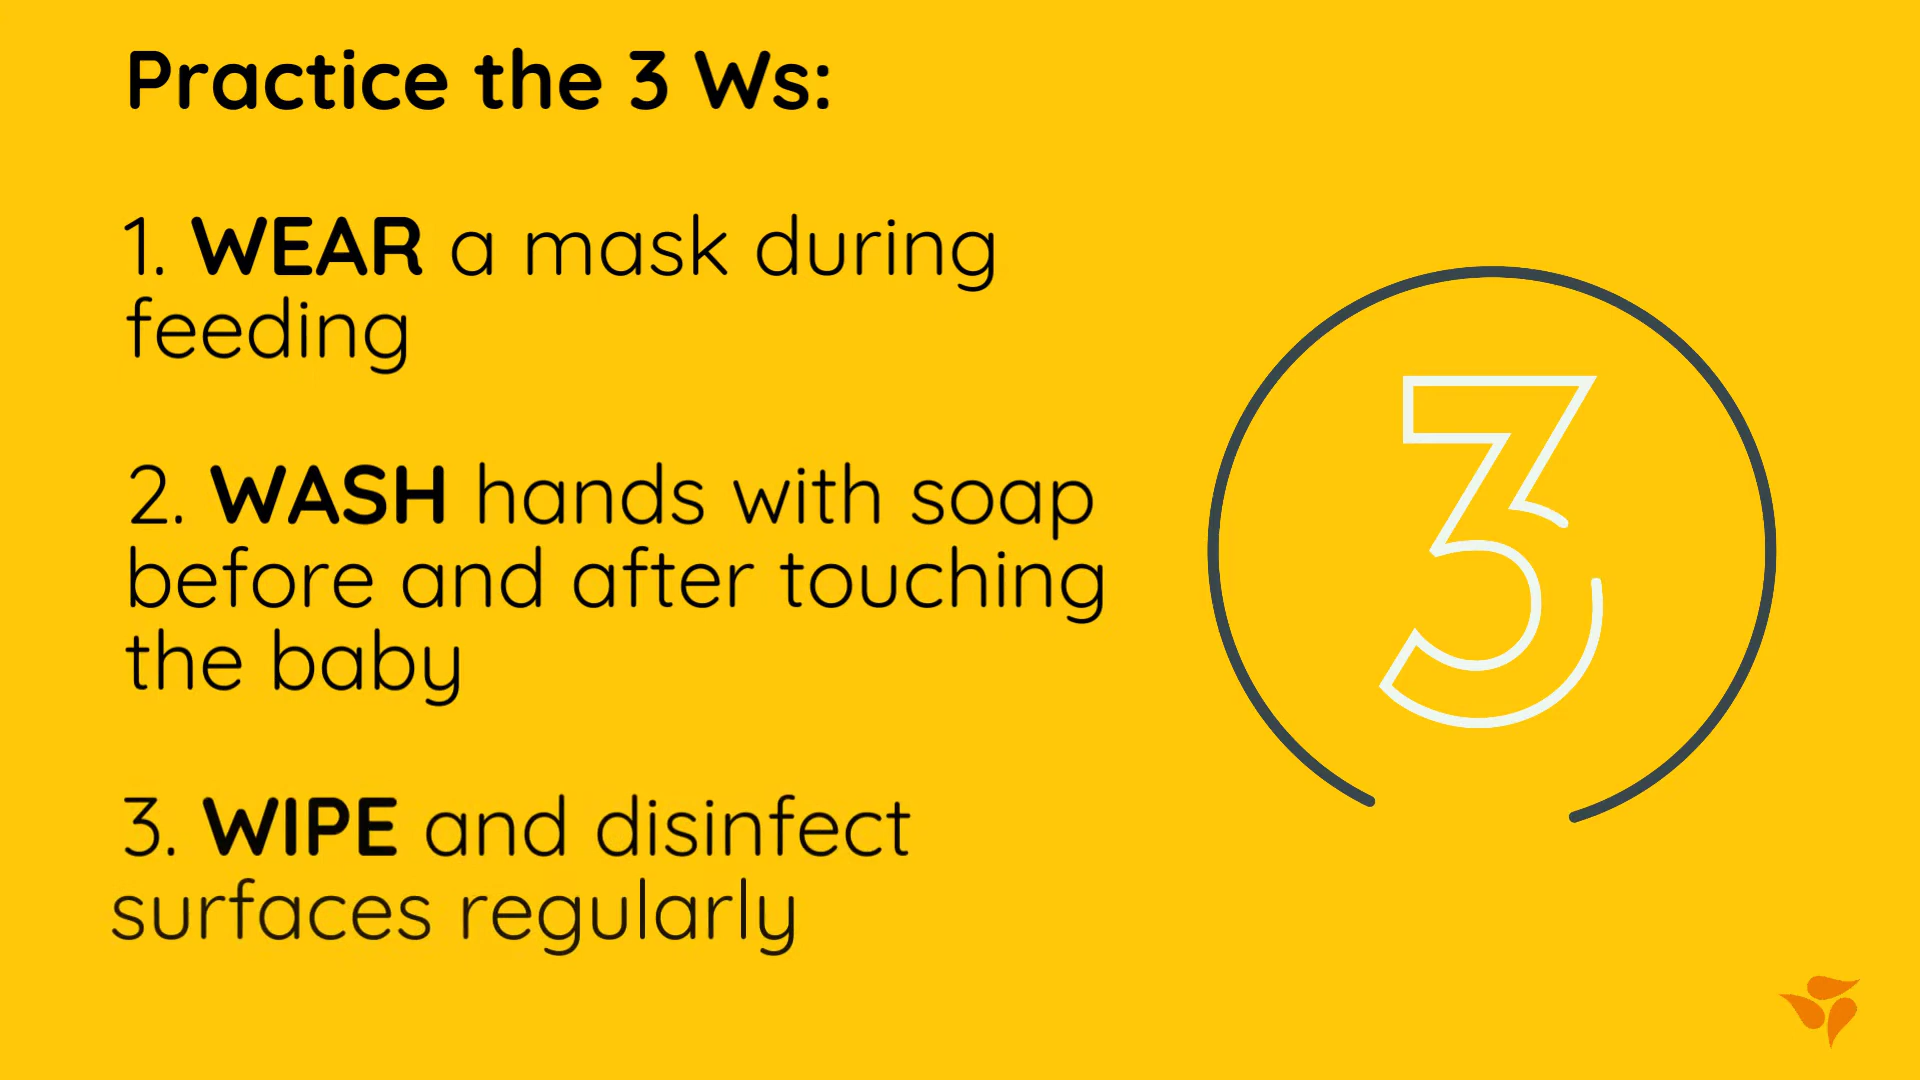 Practice the 3 Ws:
1. WEAR a mask during
feeding
2. WASH hands with soap
before and after touching
the baby
3. WIPE and disinfect
surfaces regularly
3